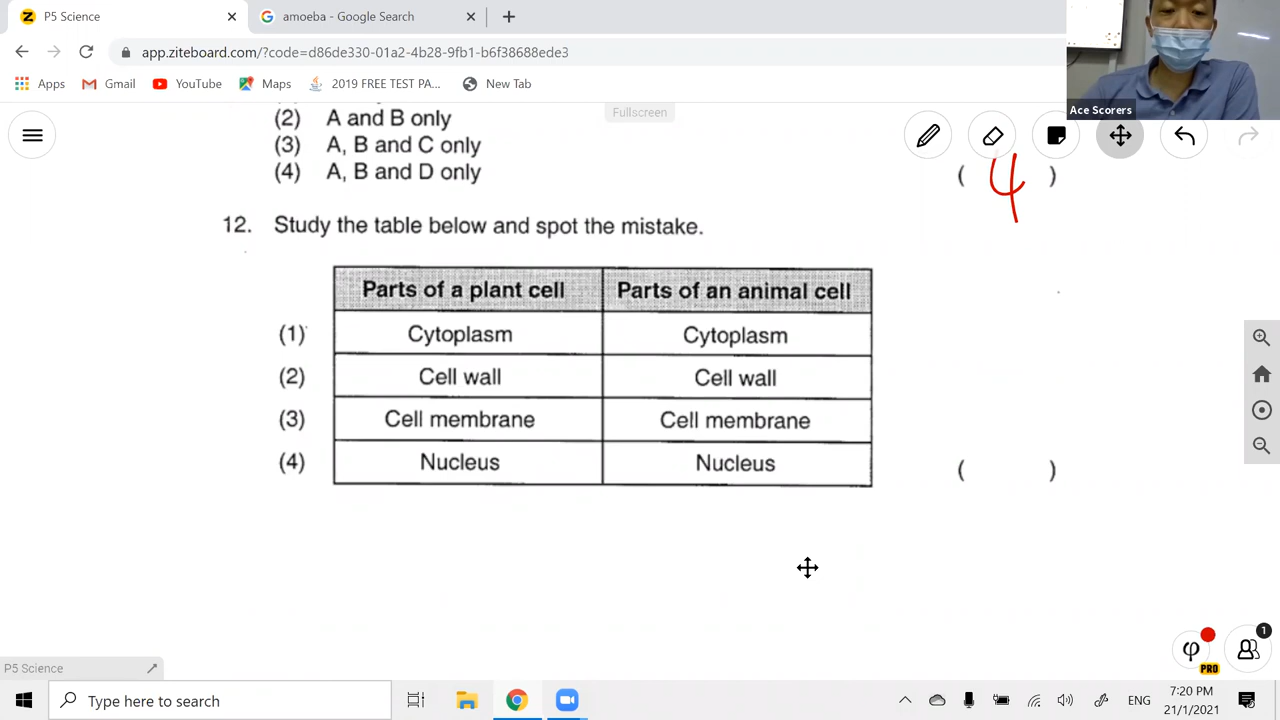 P5 Science
amoeba - Google Search
app.ziteboard.com/?code=d86de330-01a2-4b28-9fb1-b6f38688ede3
Apps
Gmail
YouTube
Maps
2019 FREE TEST PA...
New Tab
Ace Scorers
Fullscreen
(2) A and B only
(3) A, B and C only
(4) A, B and D only
( 4 )
12. Study the table below and spot the mistake.
Parts of a plant cell Parts of an animal cell
(1) Cytoplasm Cytoplasm
(2) Cell wall Cell wall
(3) Cell membrane Cell membrane
(4) Nucleus Nucleus
( )
1
φ
PRO
P5 Science
Type here to search
ENG
7:20 PM
21/1/2021